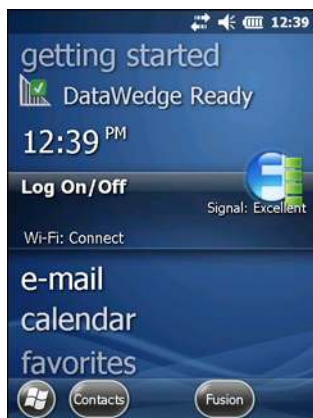 12:39
getting started
DataWedge Ready
12:39 PM
Log On/Off
Signal: Excellent
Wi-Fi: Connect
e-mail
calendar
favorites
Contacts Fusion